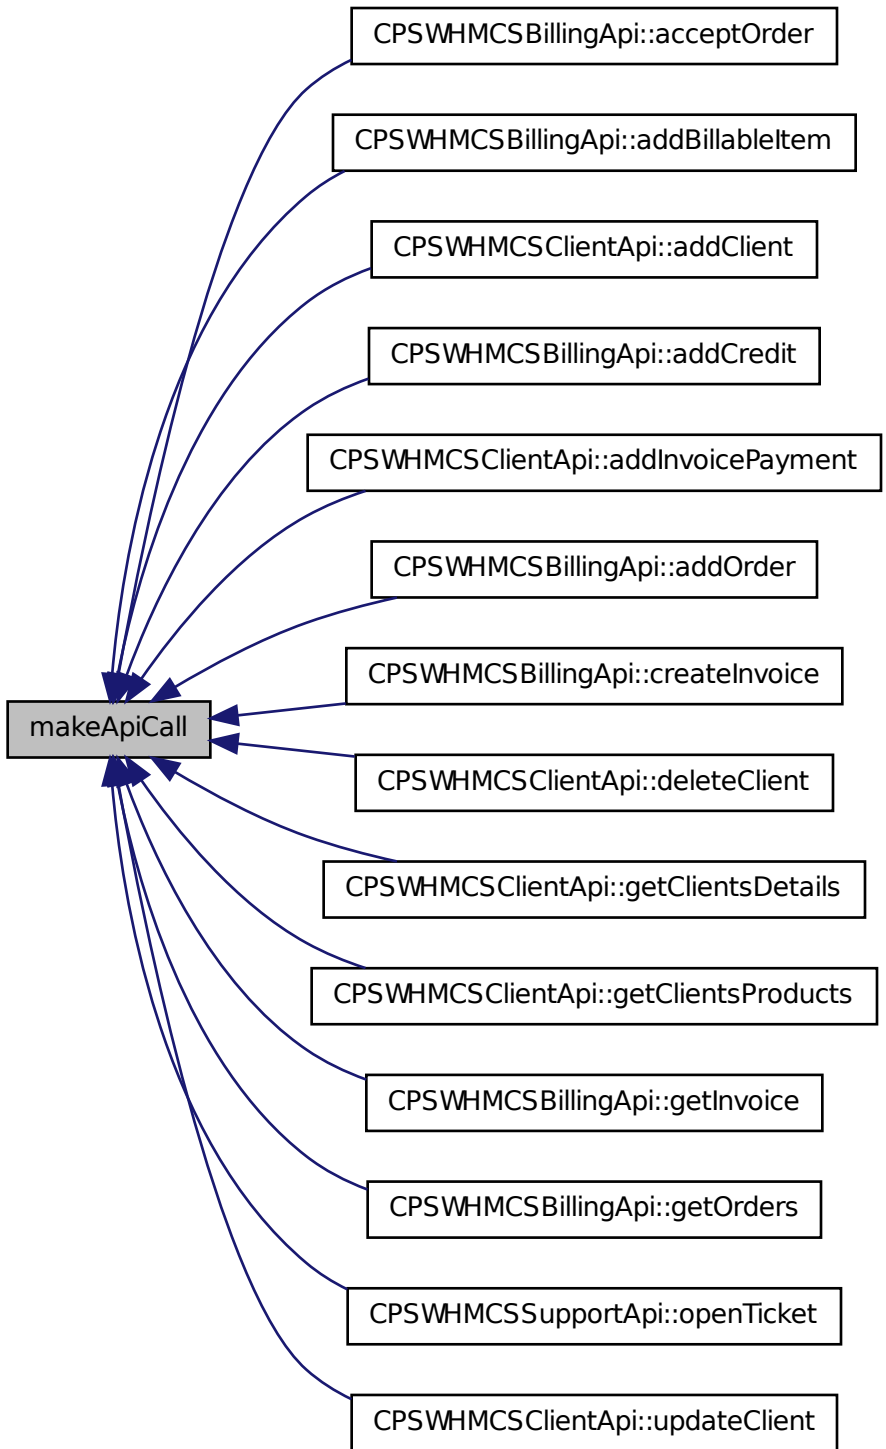 CPSWHMCSBillingApi::acceptOrder
CPSWHMCSBillingApi::addBillableItem
CPSWHMCSClientApi::addClient
CPSWHMCSBillingApi::addCredit
CPSWHMCSClientApi::addInvoicePayment
CPSWHMCSBillingApi::addOrder
CPSWHMCSBillingApi::createInvoice
makeApiCall
CPSWHMCSClientApi::deleteClient
CPSWHMCSClientApi::getClientsDetails
CPSWHMCSClientApi::getClientsProducts
CPSWHMCSBillingApi::getInvoice
CPSWHMCSBillingApi::getOrders
CPSWHMCSSupportApi::openTicket
CPSWHMCSClientApi::updateClient